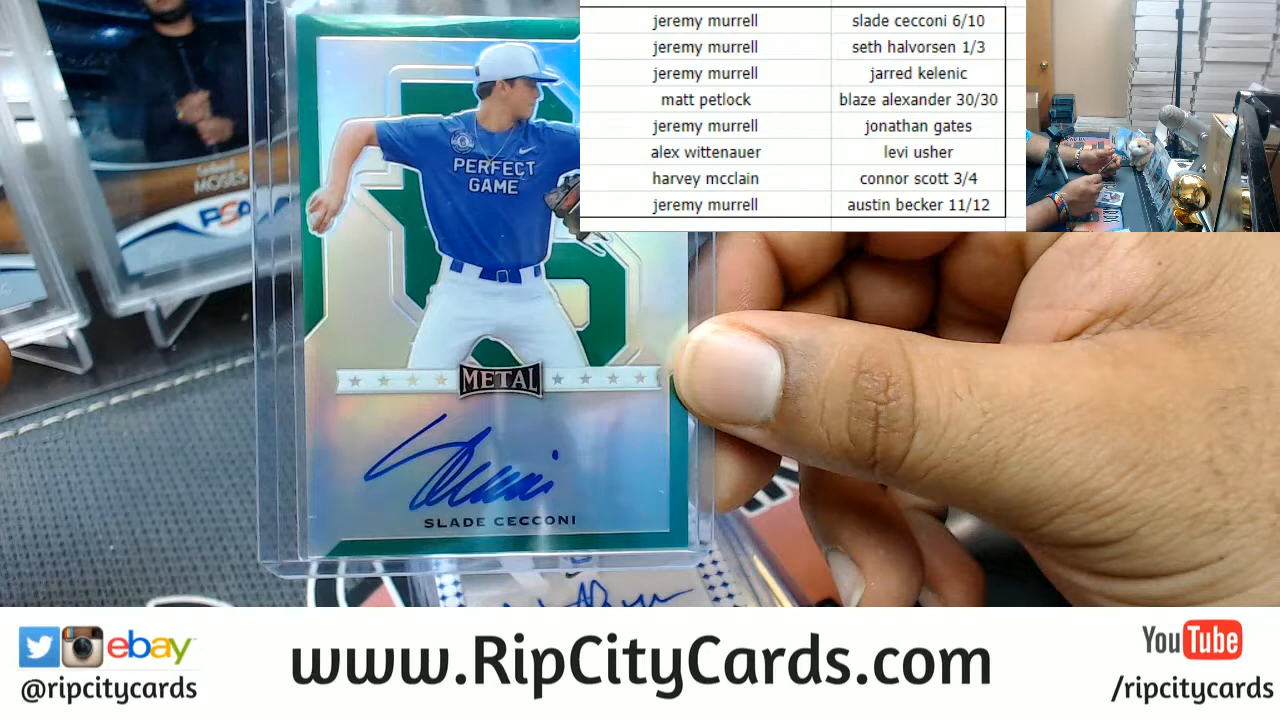 jeremy murrell slade cecconi 6/10
jeremy murrell seth halvorsen 1/3
jeremy murrell jarred kelenic
matt petlock blaze alexander 30/30
jeremy murrell jonathan gates
alex wittenauer levi usher
harvey mcclain connor scott 3/4
jeremy murrell austin becker 11/12
MOSES
PSA
PERFECT
GAME
METAL
SLADE CECCONI
ebay
@ripcitycards
www.RipCityCards.com
YouTube
/ripcitycards